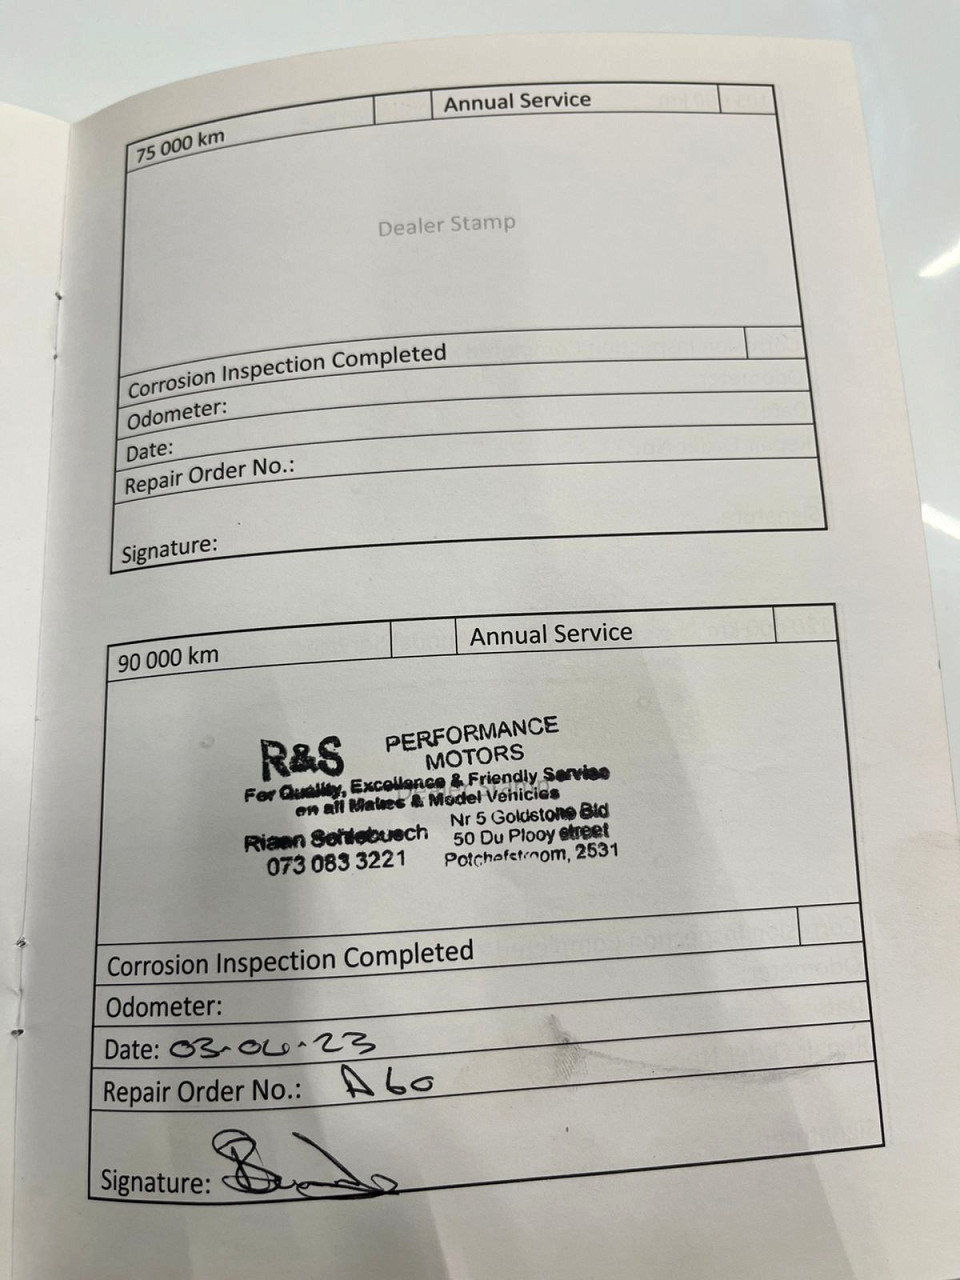 75 000 km Annual Service
Dealer Stamp
Corrosion Inspection Completed
Odometer:
Date:
Repair Order No.:
Signature:
90 000 km Annual Service
R&S PERFORMANCE
MOTORS
For Quality, Excellence & Friendly Service
on all Makes & Model Vehicles
Riaan Schlebusch Nr 5 Goldstone Bld
073 083 3221 50 Du Plooy street
Potchefstroom, 2531
Corrosion Inspection Completed
Odometer:
Date: 03-04-23
Repair Order No.: A60
Signature: